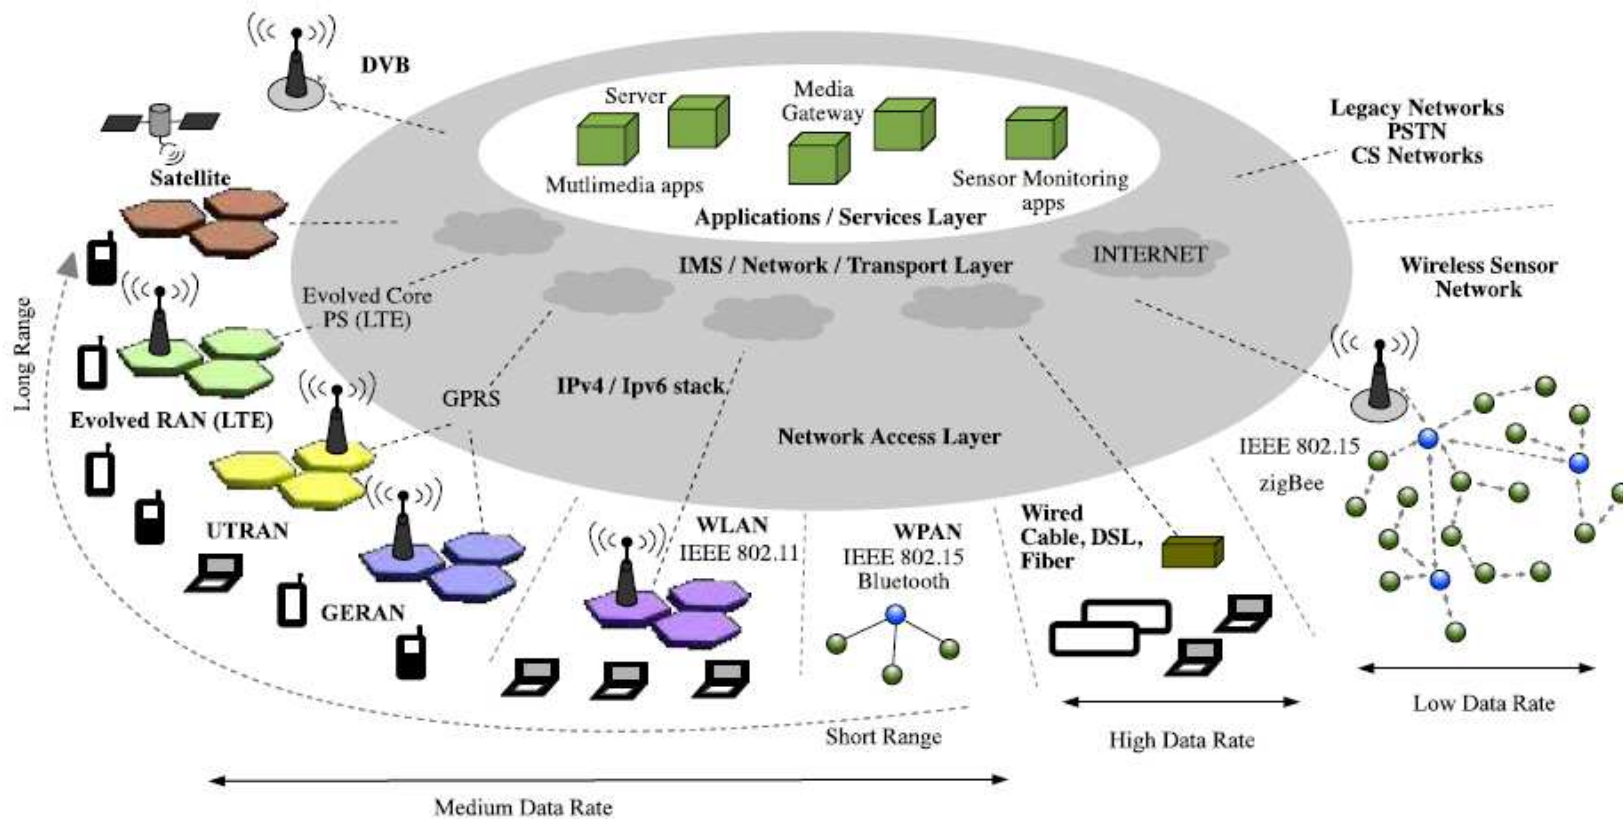 DVB
Server
Media
Gateway
Legacy Networks
PSTN
CS Networks
Satellite
Mutlimedia apps
Sensor Monitoring
apps
Applications / Services Layer
INTERNET
IMS / Network / Transport Layer
Wireless Sensor
Network
Long Range
Evolved Core
PS (LTE)
Evolved RAN (LTE)
GPRS
IPv4 / Ipv6 stack
Network Access Layer
IEEE 802.15
zigBee
UTRAN
WLAN
IEEE 802.11
WPAN
IEEE 802.15
Bluetooth
Wired
Cable, DSL,
Fiber
GERAN
Short Range
High Data Rate
Low Data Rate
Medium Data Rate